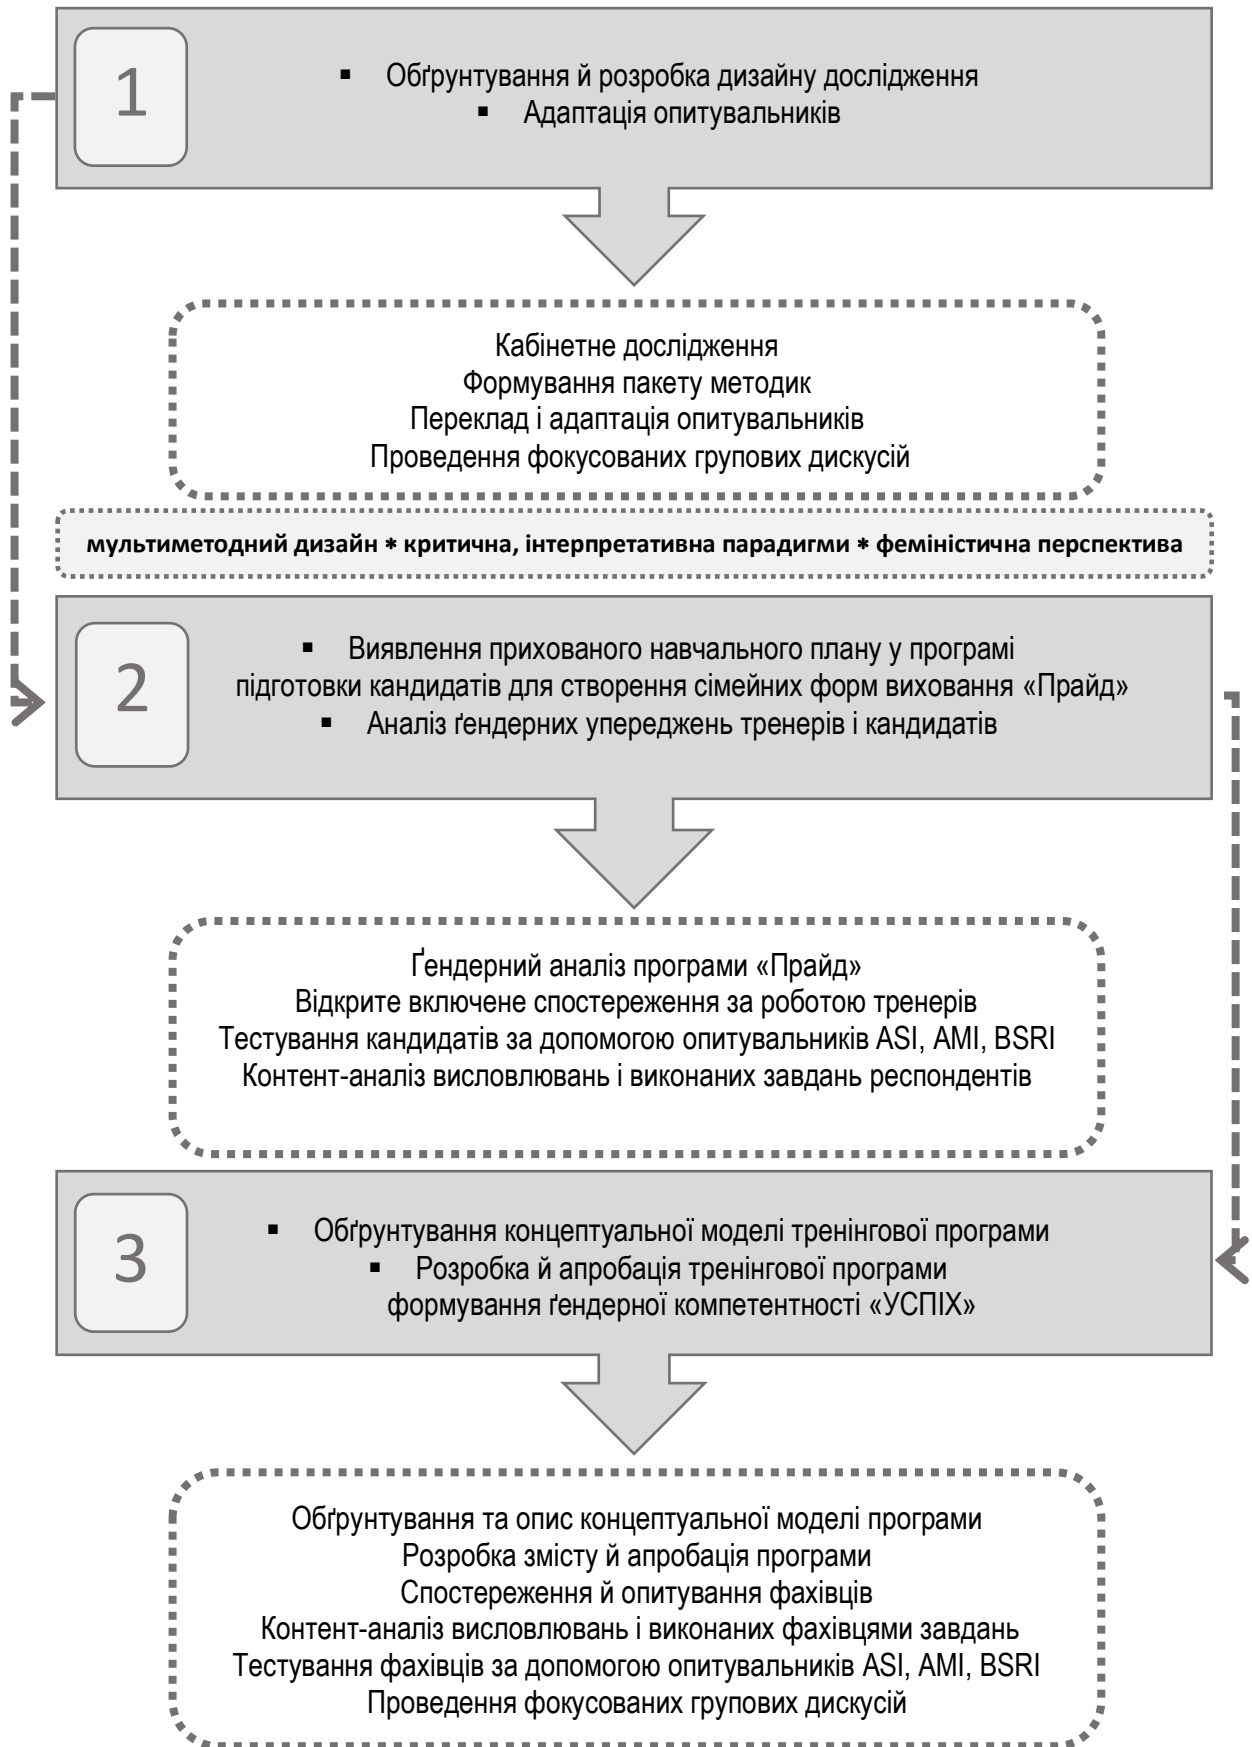 1
▪ Обґрунтування й розробка дизайну дослідження
▪ Адаптація опитувальників
Кабінетне дослідження
Формування пакету методик
Переклад і адаптація опитувальників
Проведення фокусованих групових дискусій
мультиметодний дизайн * критична, інтерпретативна парадигми * феміністична перспектива
2
▪ Виявлення прихованого навчального плану у програмі
підготовки кандидатів для створення сімейних форм виховання «Прайд»
▪ Аналіз ґендерних упереджень тренерів і кандидатів
Ґендерний аналіз програми «Прайд»
Відкрите включене спостереження за роботою тренерів
Тестування кандидатів за допомогою опитувальників ASI, AMI, BSRI
Контент-аналіз висловлювань і виконаних завдань респондентів
3
▪ Обґрунтування концептуальної моделі тренінгової програми
▪ Розробка й апробація тренінгової програми
формування ґендерної компетентності «УСПІХ»
Обґрунтування та опис концептуальної моделі програми
Розробка змісту й апробація програми
Спостереження й опитування фахівців
Контент-аналіз висловлювань і виконаних фахівцями завдань
Тестування фахівців за допомогою опитувальників ASI, AMI, BSRI
Проведення фокусованих групових дискусій